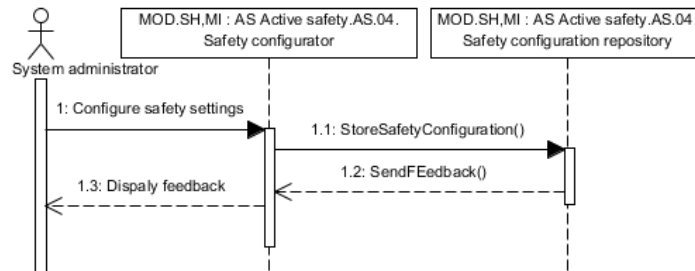 MOD.SH,MI : AS Active safety.AS.04.
Safety configurator
MOD.SH,MI : AS Active safety.AS.04
Safety configuration repository
System administrator
1: Configure safety settings
1.1: StoreSafetyConfiguration()
1.2: SendFEedback()
1.3: Dispaly feedback